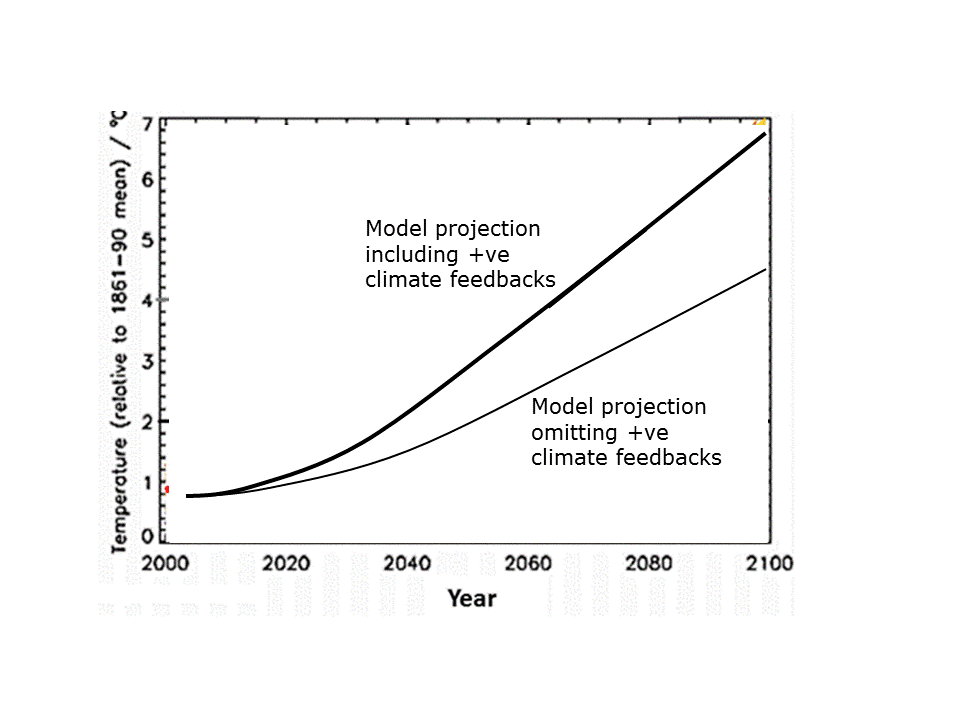 Temperature (relative to 1861-90 mean) / °C
7
6
5
4
3
2
1
0
Model projection
including +ve
climate feedbacks
Model projection
omitting +ve
climate feedbacks
2000 2020 2040 2060 2080 2100
Year